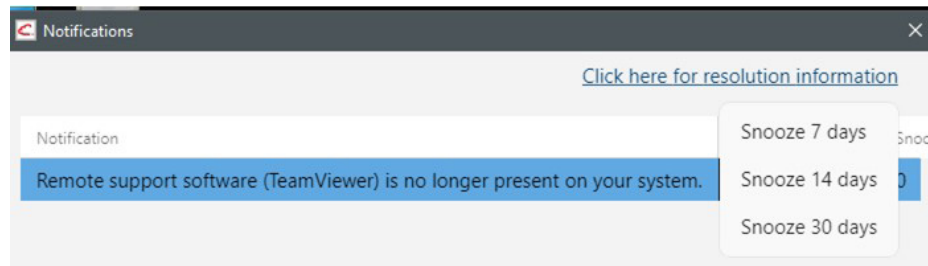 Notifications
Click here for resolution information
Notification
Snooze 7 days
Remote support software (TeamViewer) is no longer present on your system.
Snooze 14 days
Snooze 30 days